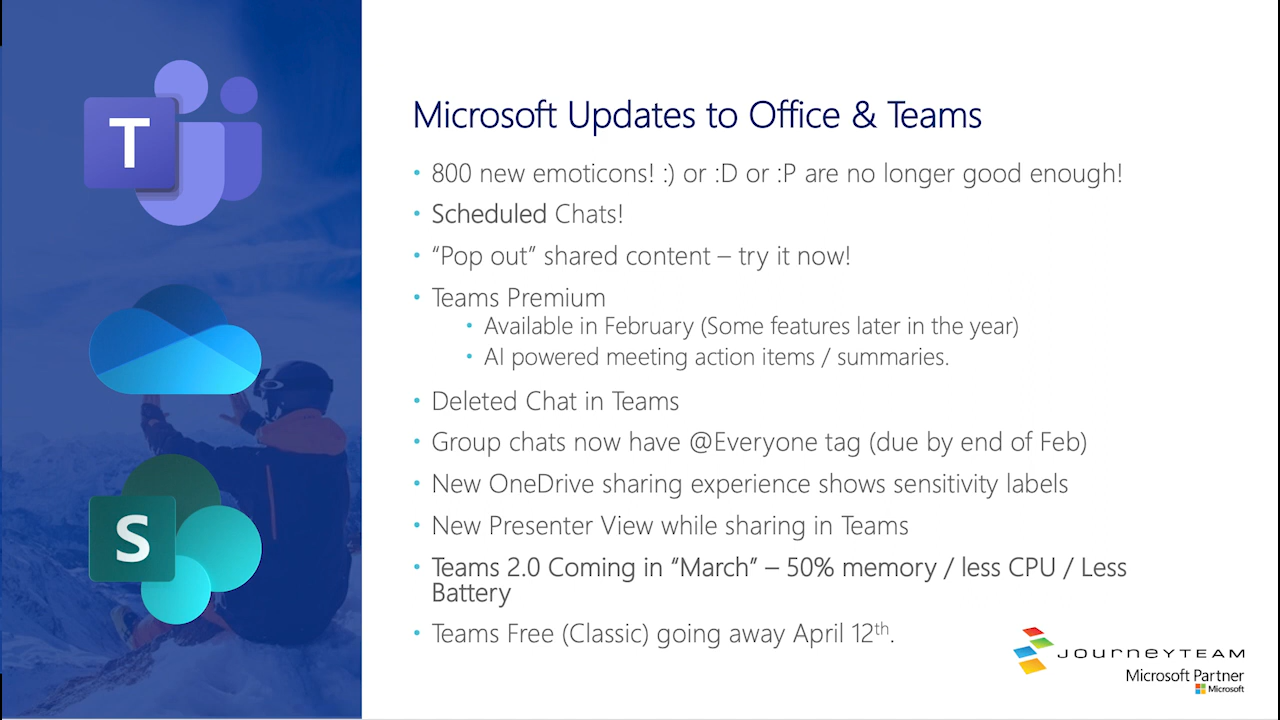 T
S
Microsoft Updates to Office & Teams
• 800 new emoticons! :) or :D or :P are no longer good enough!
• Scheduled Chats!
• “Pop out” shared content – try it now!
• Teams Premium
• Available in February (Some features later in the year)
• AI powered meeting action items / summaries.
• Deleted Chat in Teams
• Group chats now have @Everyone tag (due by end of Feb)
• New OneDrive sharing experience shows sensitivity labels
• New Presenter View while sharing in Teams
• Teams 2.0 Coming in “March” – 50% memory / less CPU / Less
Battery
• Teams Free (Classic) going away April 12th.
JOURNEYTEAM
Microsoft Partner
Microsoft